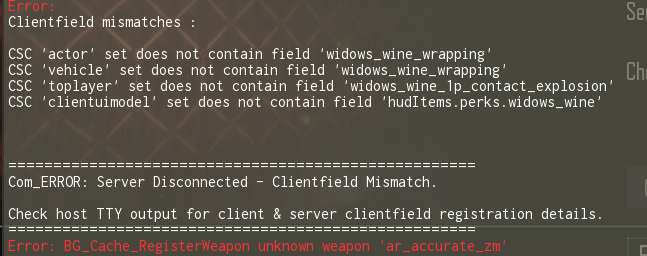 Error:
Clientfield mismatches :
CSC 'actor' set does not contain field 'widows_wine_wrapping'
CSC 'vehicle' set does not contain field 'widows_wine_wrapping'
CSC 'toplayer' set does not contain field 'widows_wine_1p_contact_explosion'
CSC 'clientuimodel' set does not contain field 'hudItems.perks.widows_wine'
====================================================
Com_ERROR: Server Disconnected - Clientfield Mismatch.
Check host TTY output for client & server clientfield registration details.
====================================================
Error: BG_Cache_RegisterWeapon unknown weapon 'ar_accurate_zm'